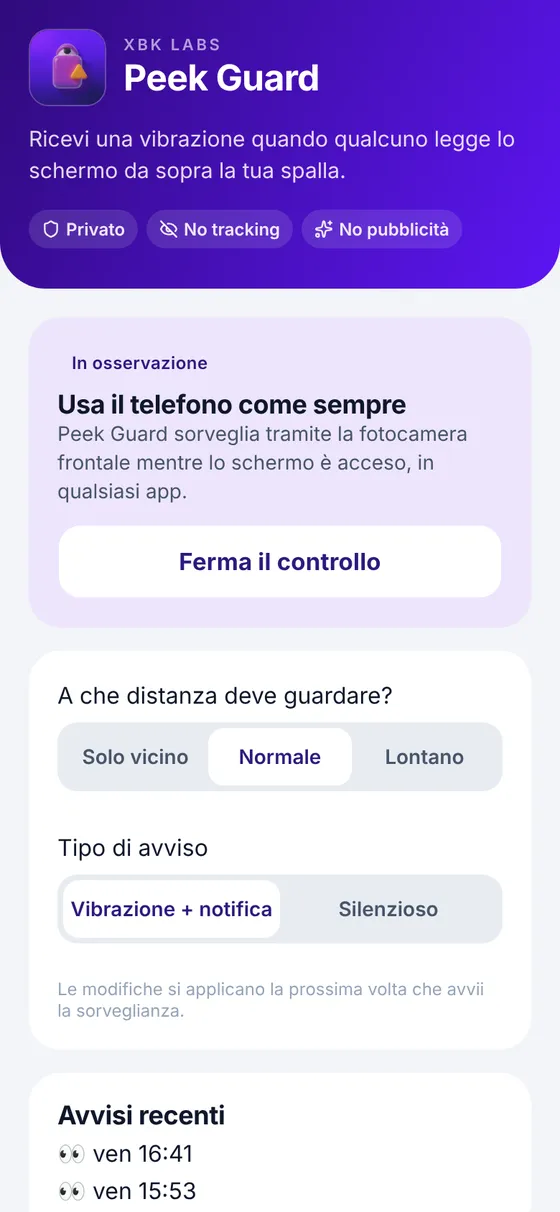 XBK LABS
Peek Guard
Ricevi una vibrazione quando qualcuno legge lo
schermo da sopra la tua spalla.
Privato
No tracking
No pubblicità
In osservazione
Usa il telefono come sempre
Peek Guard sorveglia tramite la fotocamera
frontale mentre lo schermo è acceso, in
qualsiasi app.
Ferma il controllo
A che distanza deve guardare?
Solo vicino
Normale
Lontano
Tipo di avviso
Vibrazione + notifica
Silenzioso
Le modifiche si applicano la prossima volta che avvii
la sorveglianza.
Avvisi recenti
👀 ven 16:41
👀 ven 15:53